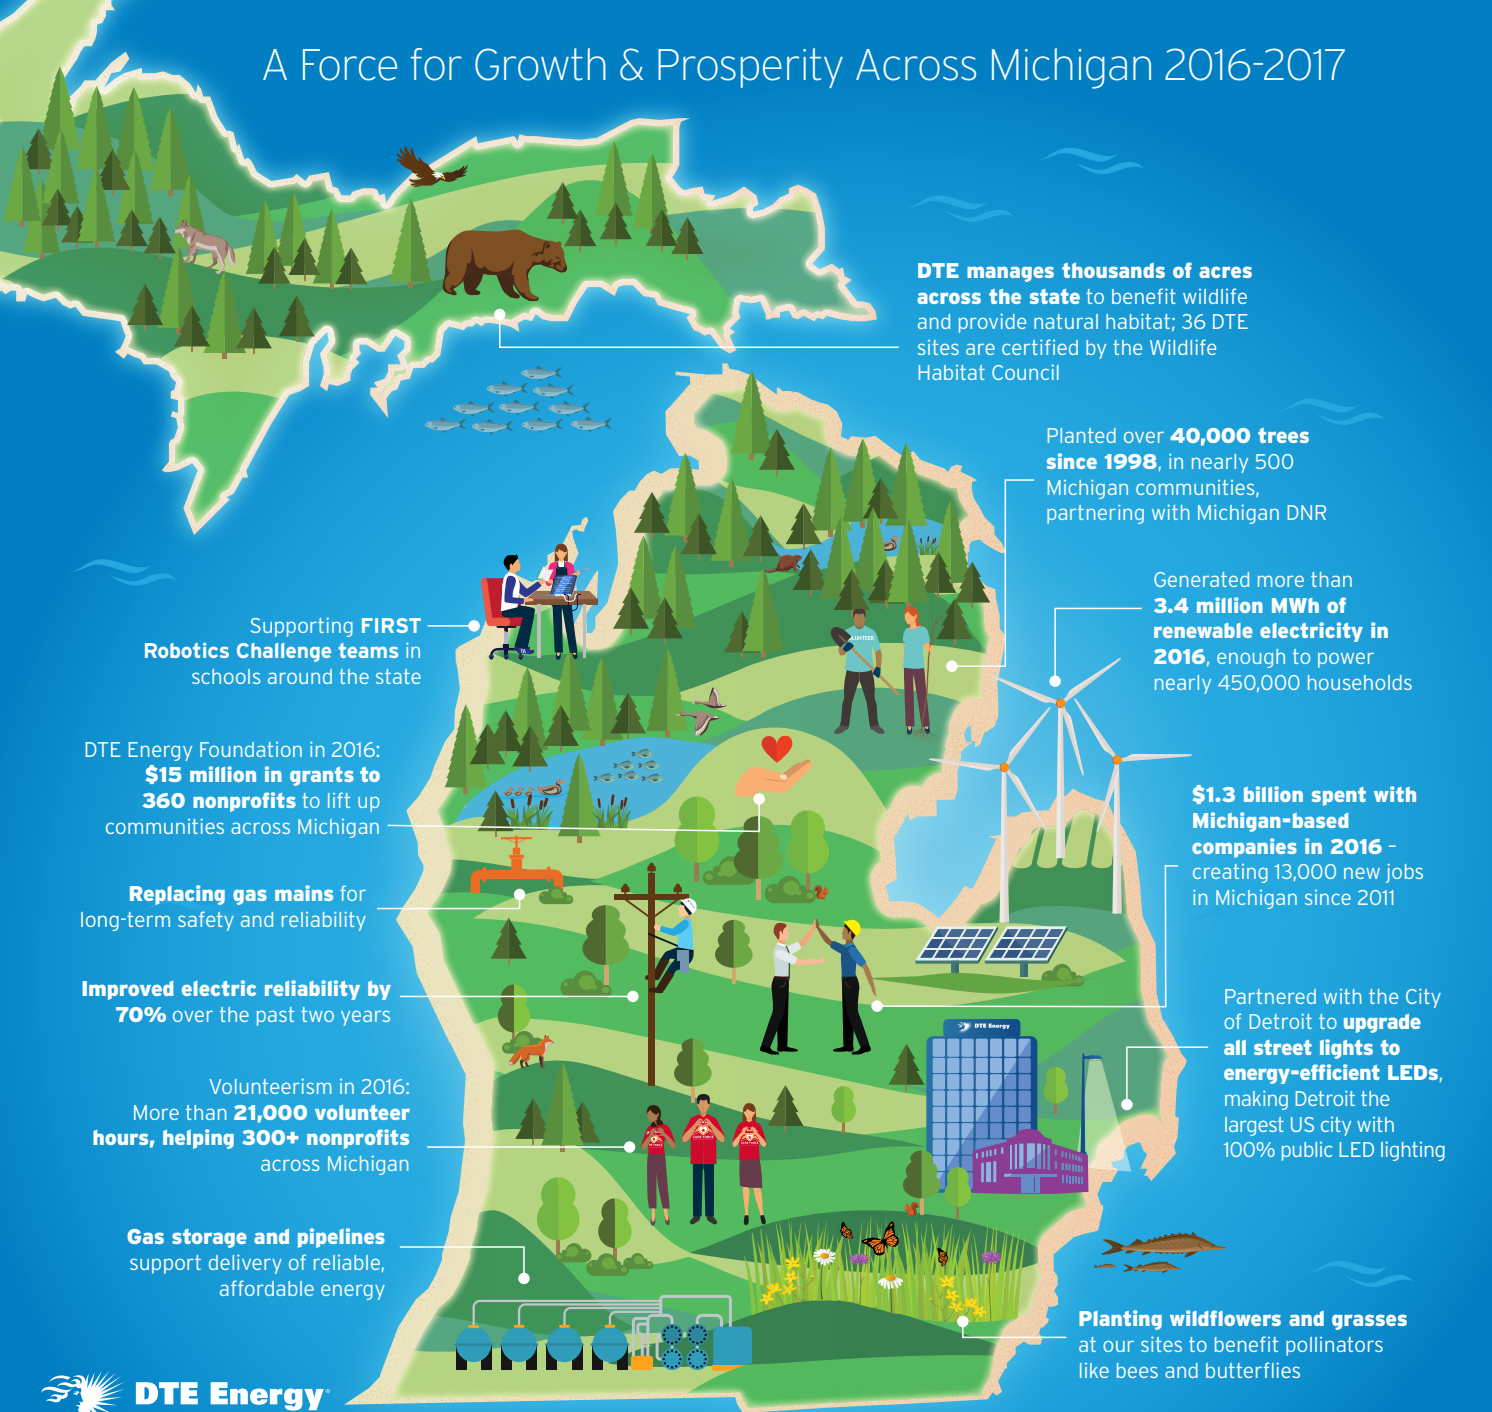 A Force for Growth & Prosperity Across Michigan 2016-2017
DTE manages thousands of acres
across the state to benefit wildlife
and provide natural habitat; 36 DTE
sites are certified by the Wildlife
Habitat Council
Planted over 40,000 trees
since 1998, in nearly 500
Michigan communities,
partnering with Michigan DNR
Generated more than
3.4 million MWh of
renewable electricity in
2016, enough to power
nearly 450,000 households
Supporting FIRST
Robotics Challenge teams in
schools around the state
LUNTEER
DTE Energy Foundation in 2016:
$15 million in grants to
360 nonprofits to lift up
communities across Michigan
$1.3 billion spent with
Michigan-based
companies in 2016 –
creating 13,000 new jobs
in Michigan since 2011
Replacing gas mains for
long-term safety and reliability
Improved electric reliability by
70% over the past two years
Partnered with the City
of Detroit to upgrade
all street lights to
energy-efficient LEDs,
making Detroit the
largest US city with
100% public LED lighting
DTE Energy
Volunteerism in 2016:
More than 21,000 volunteer
hours, helping 300+ nonprofits
across Michigan
Gas storage and pipelines
support delivery of reliable,
affordable energy
Planting wildflowers and grasses
at our sites to benefit pollinators
like bees and butterflies
DTE Energy